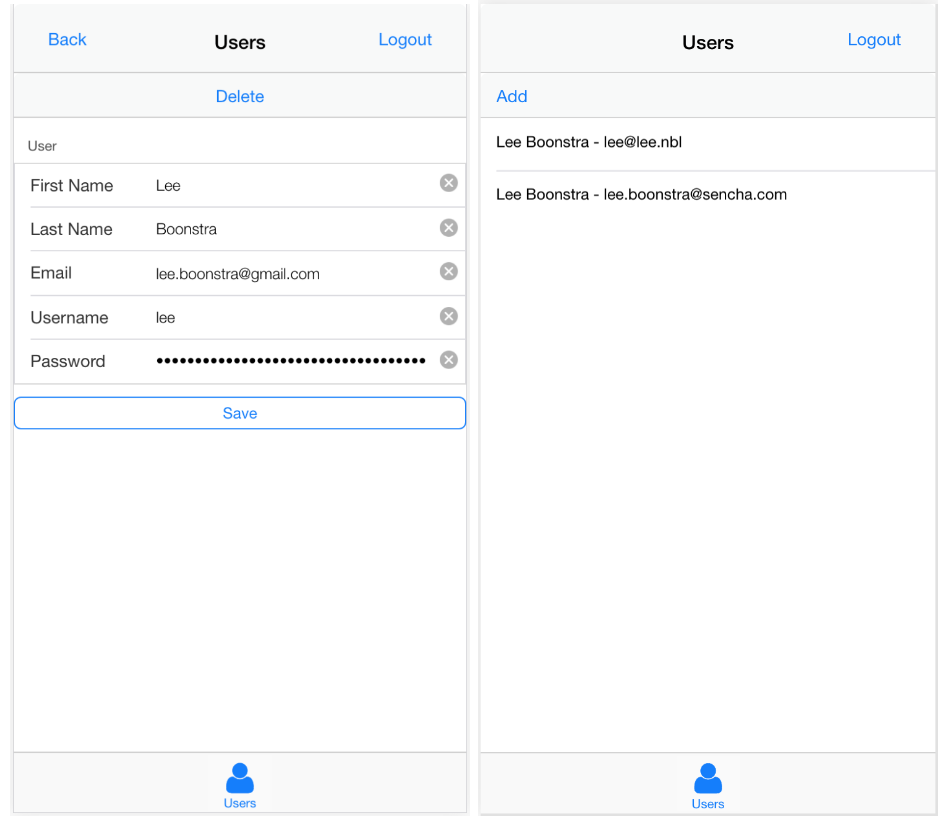 Back Users Logout
Delete
User
First Name Lee
Last Name Boonstra
Email lee.boonstra@gmail.com
Username lee
Password ••••••••••••••••••••••••••••••••••
Save
Users
Users Logout
Add
Lee Boonstra - lee@lee.nbl
Lee Boonstra - lee.boonstra@sencha.com
Users